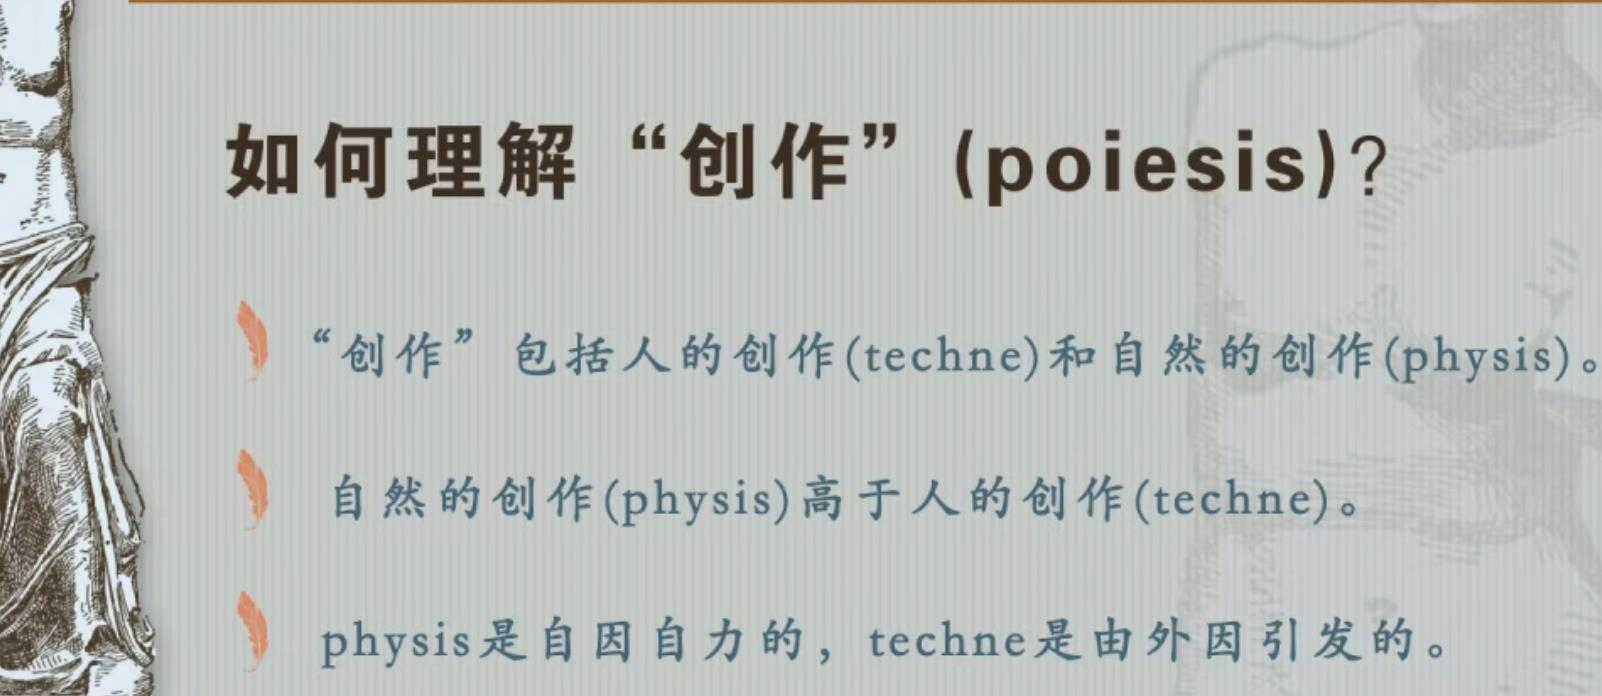 如何理解“创作”(poiesis)?
“创作”包括人的创作(techne)和自然的创作(physis)。
自然的创作(physis)高于人的创作(techne)。
physis是自因自力的，techne是由外因引发的。